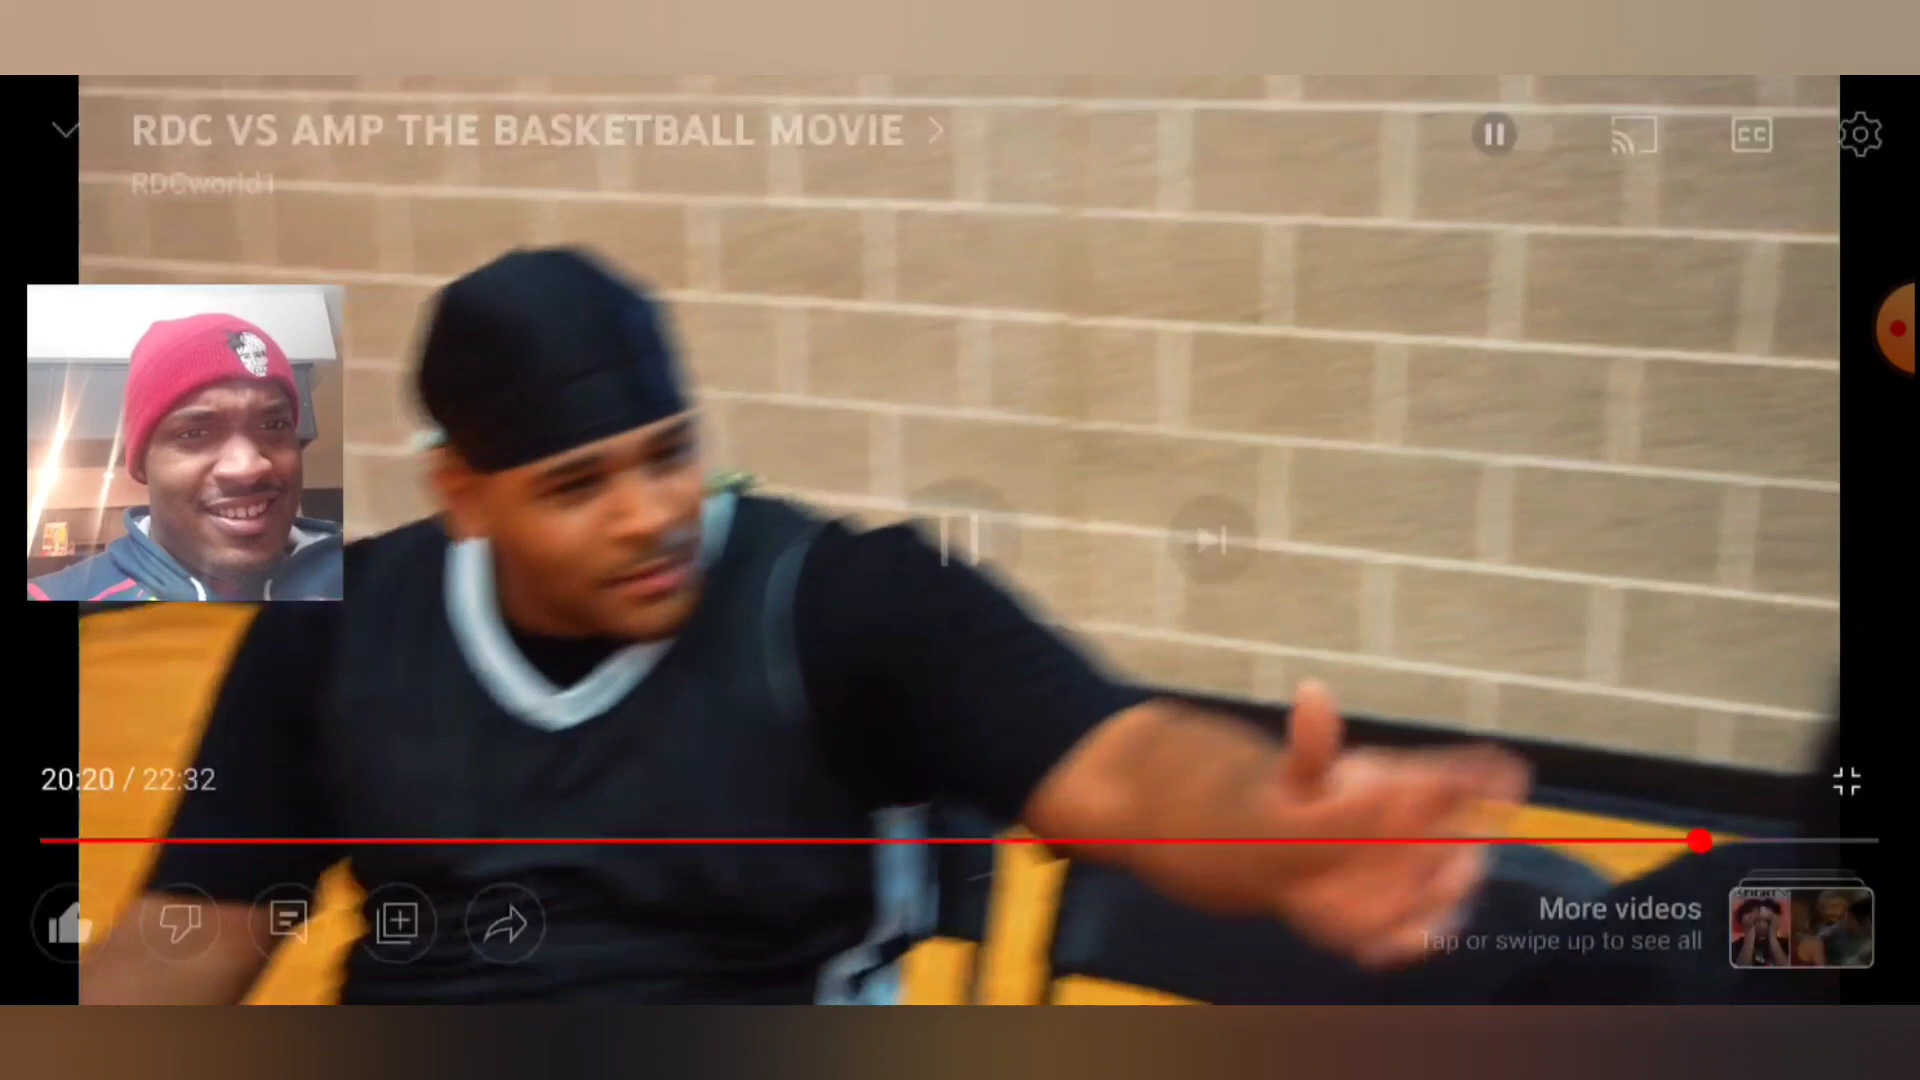 RDC VS AMP THE BASKETBALL MOVIE
RDCworld1
CC
20:20 / 22:32
More videos
Tap or swipe up to see all